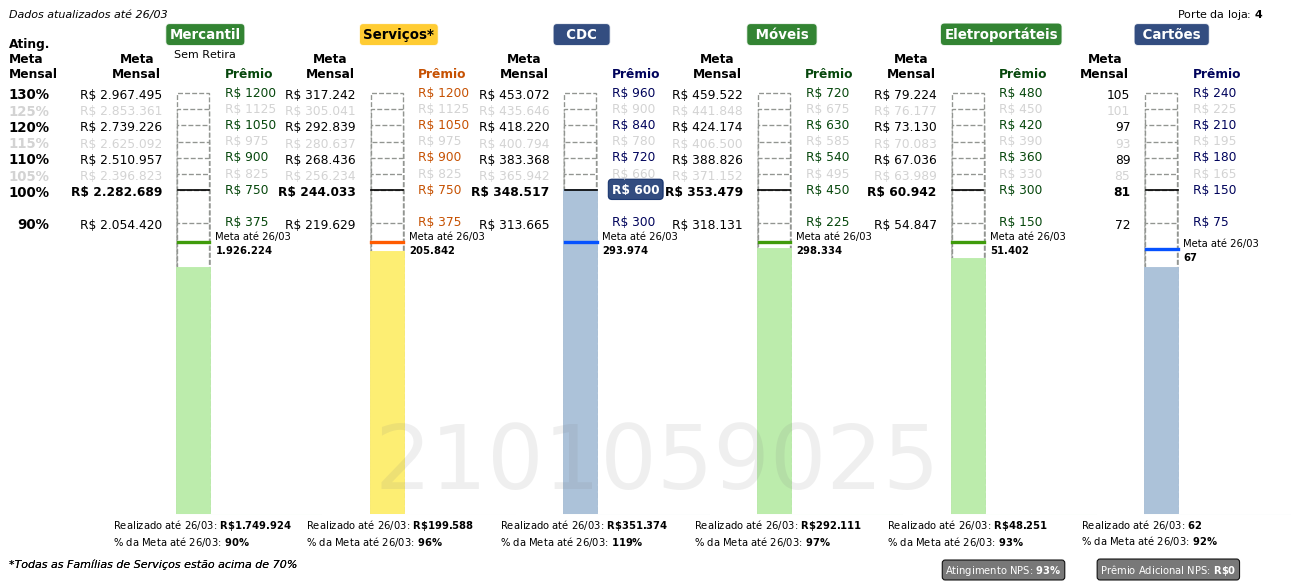 Dados atualizados até 26/03 Porte da loja: 4
Mercantil Serviços* CDC Móveis Eletroportáteis Cartões
Sem Retira
Ating. Meta Mensal Meta Mensal Prêmio Meta Mensal Prêmio Meta Mensal Prêmio Meta Mensal Prêmio Meta Mensal Prêmio Meta Mensal Prêmio
130% R$ 2.967.495 R$ 1200 R$ 317.242 R$ 1200 R$ 453.072 R$ 960 R$ 459.522 R$ 720 R$ 79.224 R$ 480 105 R$ 240
125% R$ 2.853.361 R$ 1125 R$ 305.041 R$ 1125 R$ 435.646 R$ 900 R$ 441.848 R$ 675 R$ 76.177 R$ 450 101 R$ 225
120% R$ 2.739.226 R$ 1050 R$ 292.839 R$ 1050 R$ 418.220 R$ 840 R$ 424.174 R$ 630 R$ 73.130 R$ 420 97 R$ 210
115% R$ 2.625.092 R$ 975 R$ 280.637 R$ 975 R$ 400.794 R$ 780 R$ 406.500 R$ 585 R$ 70.083 R$ 390 93 R$ 195
110% R$ 2.510.957 R$ 900 R$ 268.436 R$ 900 R$ 383.368 R$ 720 R$ 388.826 R$ 540 R$ 67.036 R$ 360 89 R$ 180
105% R$ 2.396.823 R$ 825 R$ 256.234 R$ 825 R$ 365.942 R$ 660 R$ 371.152 R$ 495 R$ 63.989 R$ 330 85 R$ 165
100% R$ 2.282.689 R$ 750 R$ 244.033 R$ 750 R$ 348.517 R$ 600 R$ 353.479 R$ 450 R$ 60.942 R$ 300 81 R$ 150
90% R$ 2.054.420 R$ 375 R$ 219.629 R$ 375 R$ 313.665 R$ 300 R$ 318.131 R$ 225 R$ 54.847 R$ 150 72 R$ 75
Meta até 26/03 Meta até 26/03 Meta até 26/03 Meta até 26/03 Meta até 26/03 Meta até 26/03
1.926.224 205.842 293.974 298.334 51.402 67
2101059025
Realizado até 26/03: R$1.749.924 Realizado até 26/03: R$199.588 Realizado até 26/03: R$351.374 Realizado até 26/03: R$292.111 Realizado até 26/03: R$48.251 Realizado até 26/03: 62
% da Meta até 26/03: 90% % da Meta até 26/03: 96% % da Meta até 26/03: 119% % da Meta até 26/03: 97% % da Meta até 26/03: 93% % da Meta até 26/03: 92%
*Todas as Famílias de Serviços estão acima de 70% Atingimento NPS: 93% Prêmio Adicional NPS: R$0